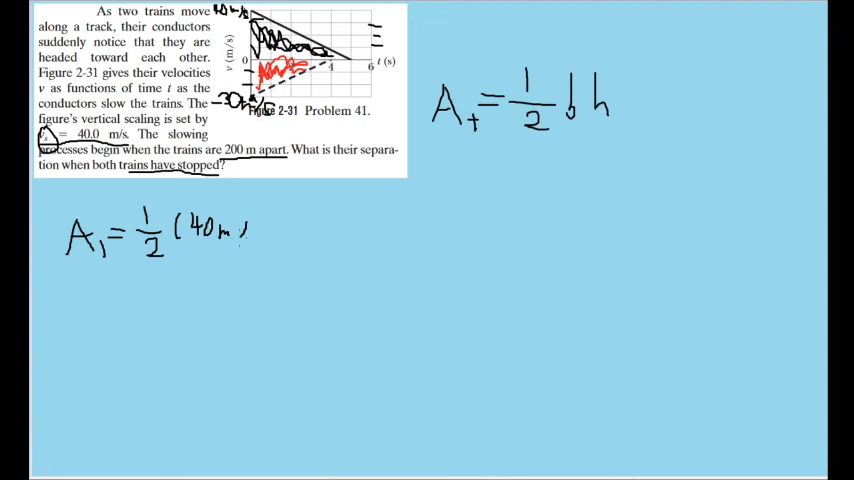 As two trains move
along a track, their conductors
suddenly notice that they are
headed toward each other.
Figure 2-31 gives their velocities
v as functions of time t as the
conductors slow the trains. The
figure's vertical scaling is set by
= 40.0 m/s. The slowing
processes begin when the trains are 200 m apart. What is their separa-
tion when both trains have stopped?
40 m/s
v (m/s)
0
4
6
t (s)
-30 m/s
Figure 2-31 Problem 41.
A_t = 1/2 b h
A_1 = 1/2 (40 m/